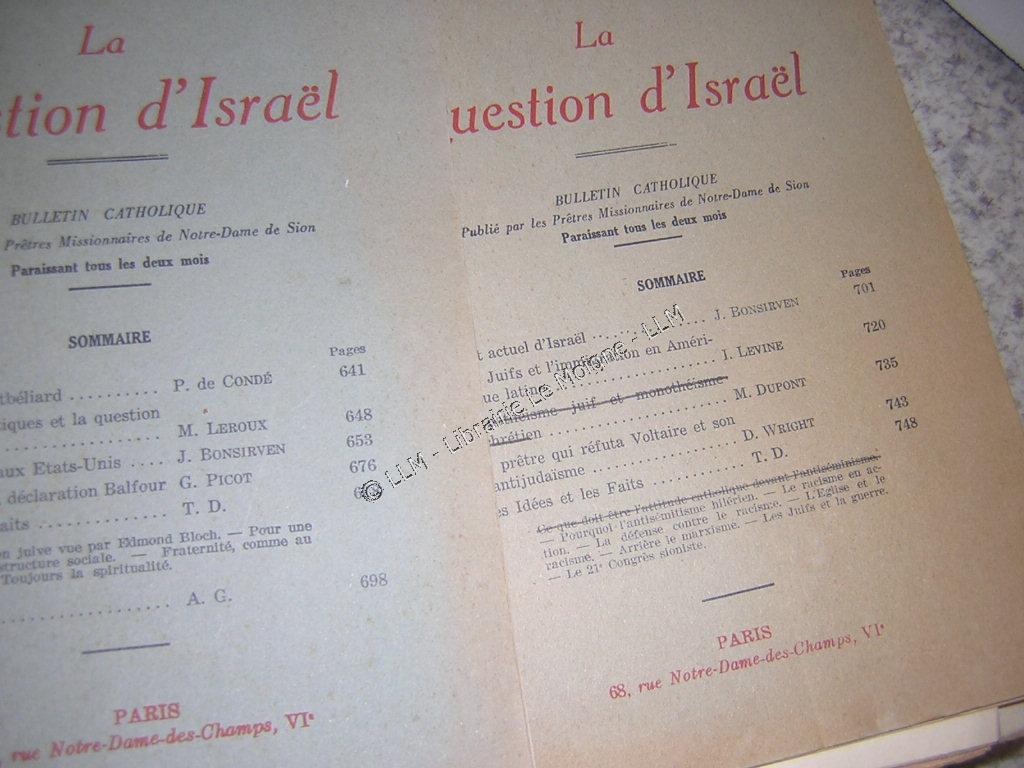 La
stion d'Israël
BULLETIN CATHOLIQUE
Prêtres Missionnaires de Notre-Dame de Sion
Paraissant tous les deux mois
SOMMAIRE
Pages
tbéliard .......... P. de CONDÉ 641
tiques et la question
................. M. LEROUX 648
aux Etats-Unis .... J. BONSIRVEN 653
déclaration Balfour G. PICOT 676
aits ................ T. D.
on juive vue par Edmond Bloch. — Pour une
structure sociale. — Fraternité, comme au
Toujours la spiritualité.
................. A. G. 698
PARIS
rue Notre-Dame-des-Champs, VIe
La
uestion d'Israël
BULLETIN CATHOLIQUE
Publié par les Prêtres Missionnaires de Notre-Dame de Sion
Paraissant tous les deux mois
SOMMAIRE
Pages
t actuel d'Israël ............ J. BONSIRVEN 701
Juifs et l'immigration en Améri-
ue latine ................. I. LEVINE 720
juif et monothéisme
hrétien ................. M. DUPONT 735
prêtre qui réfuta Voltaire et son
antijudaïsme ............ D. WRIGHT 743
es Idées et les Faits ............ T. D. 748
Ce que doit être l'attitude catholique devant l'antisémitisme.
— Pourquoi l'antisémitisme hitlérien. — Le racisme en ac-
tion. — La défense contre le racisme. — L'Eglise et le
racisme. — Arrière le marxisme. — Les Juifs et la guerre.
— Le 21e Congrès sioniste.
PARIS
68, rue Notre-Dame-des-Champs, VIe
© LLM - Librairie Le Moigne - LLM